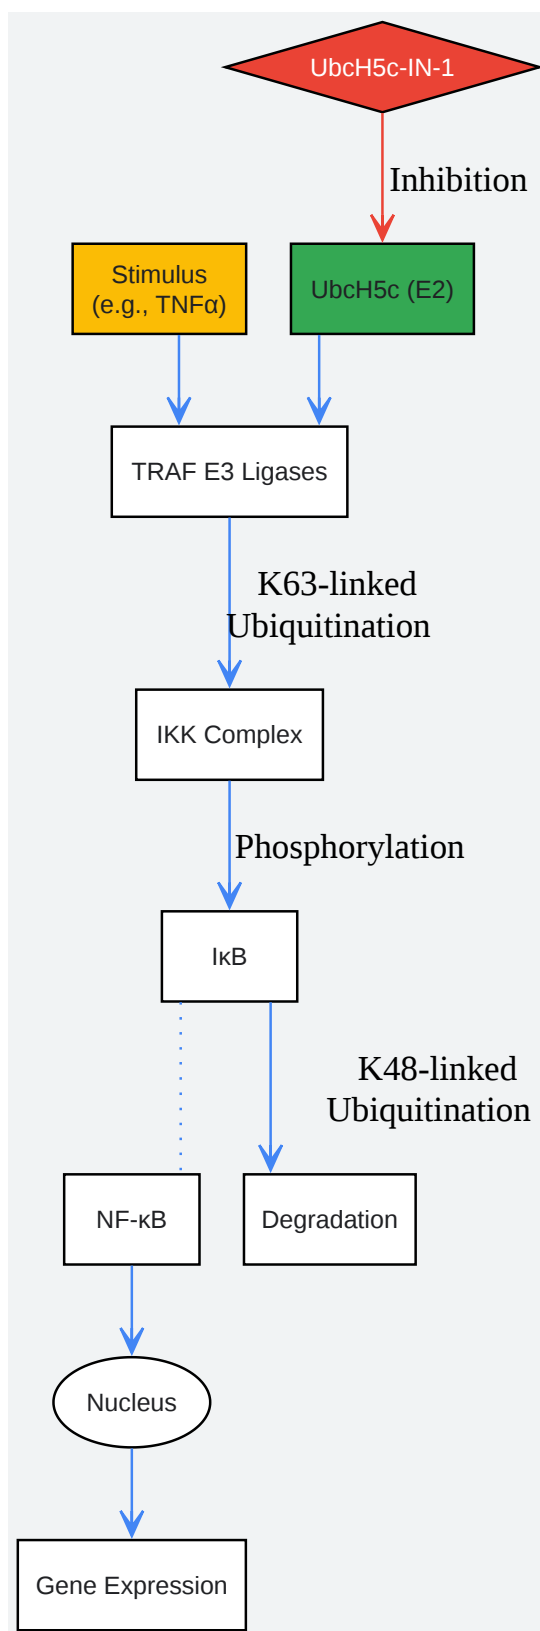 UbcH5c-IN-1
Inhibition
Stimulus
(e.g., TNFα)
UbcH5c (E2)
TRAF E3 Ligases
K63-linked
Ubiquitination
IKK Complex
Phosphorylation
IκB
K48-linked
Ubiquitination
NF-κB
Degradation
Nucleus
Gene Expression